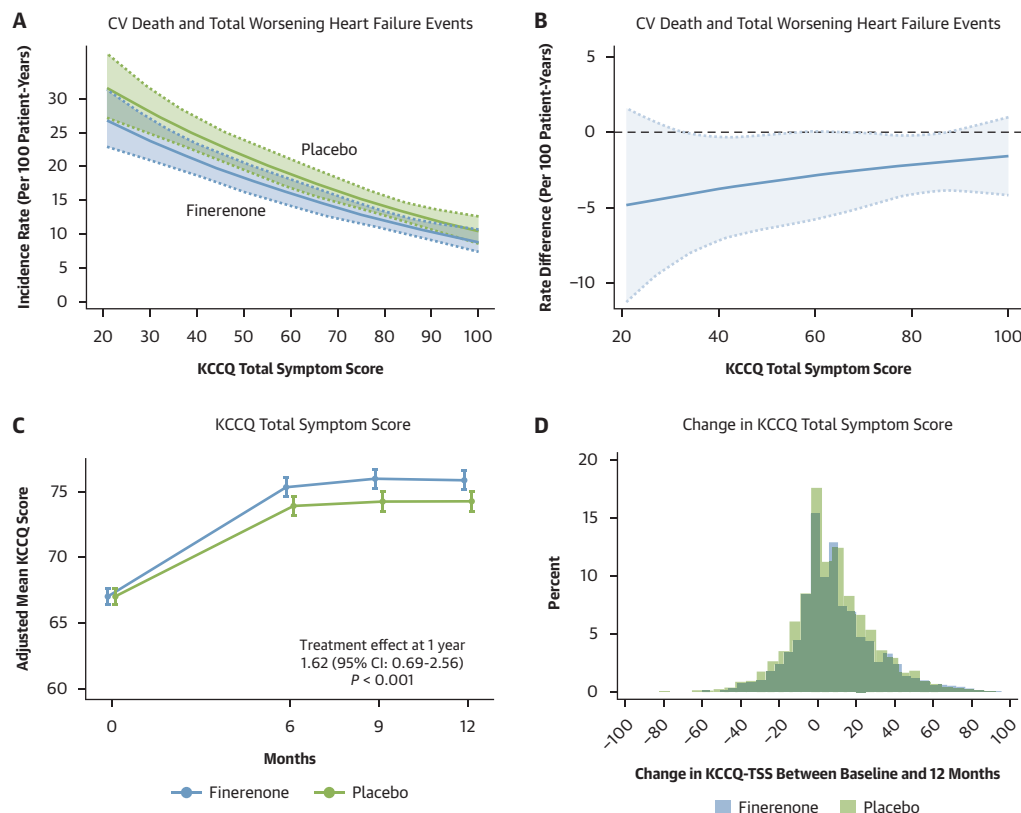 A
CV Death and Total Worsening Heart Failure Events
Incidence Rate (Per 100 Patient-Years)
30
25
20
15
10
5
0
Placebo
Finerenone
20 30 40 50 60 70 80 90 100
KCCQ Total Symptom Score
B
CV Death and Total Worsening Heart Failure Events
Rate Difference (Per 100 Patient-Years)
5
0
−5
−10
20 40 60 80 100
KCCQ Total Symptom Score
C
KCCQ Total Symptom Score
Adjusted Mean KCCQ Score
75
70
65
60
Treatment effect at 1 year
1.62 (95% CI: 0.69-2.56)
P < 0.001
0 6 9 12
Months
Finerenone Placebo
D
Change in KCCQ Total Symptom Score
Percent
20
15
10
5
0
−100 −80 −60 −40 −20 0 20 40 60 80 100
Change in KCCQ-TSS Between Baseline and 12 Months
Finerenone Placebo